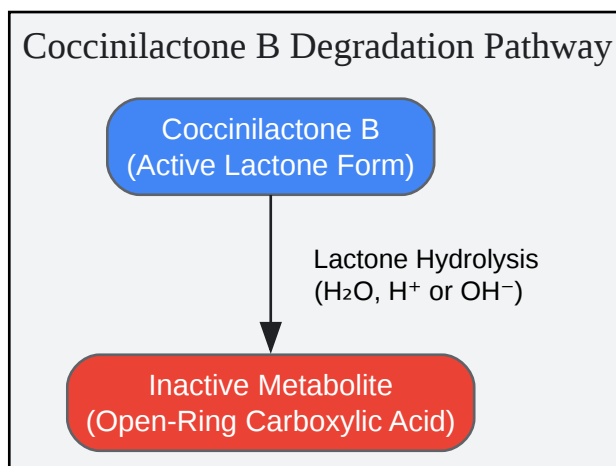 Coccinilactone B Degradation Pathway
Coccinilactone B
(Active Lactone Form)
Lactone Hydrolysis
(H₂O, H⁺ or OH⁻)
Inactive Metabolite
(Open-Ring Carboxylic Acid)